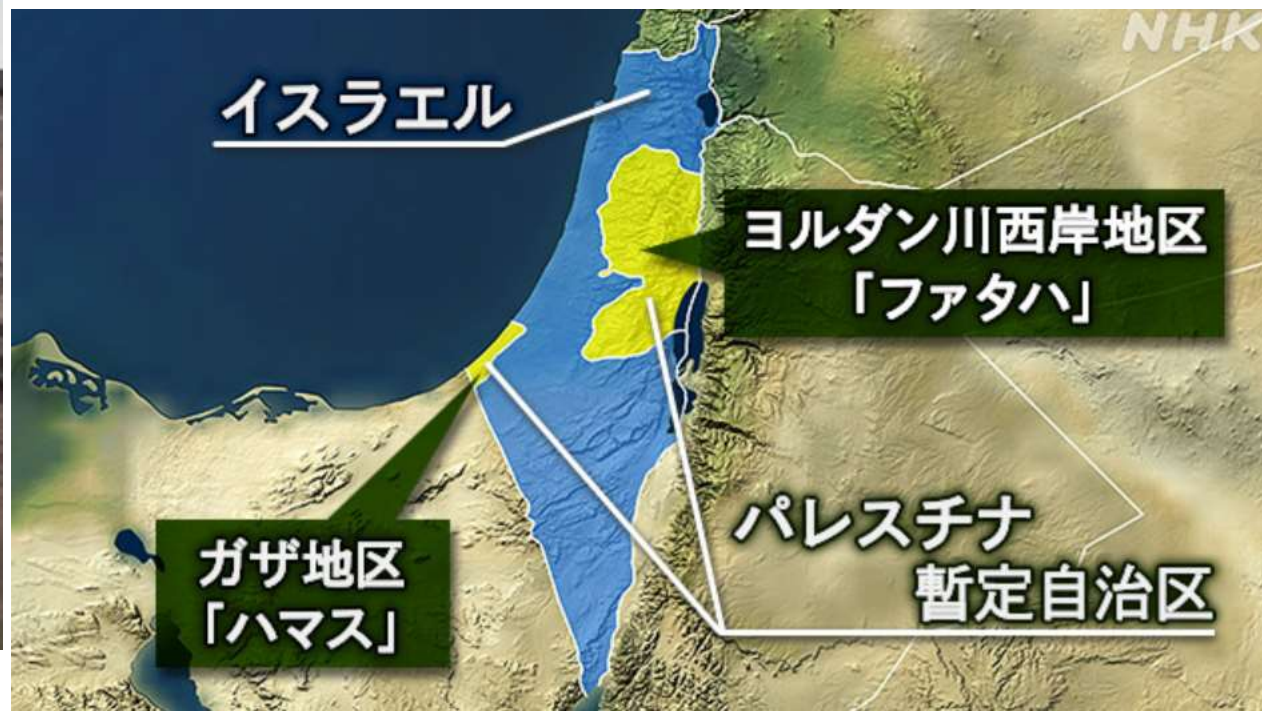 NHK
イスラエル
ヨルダン川西岸地区
「ファタハ」
パレスチナ
暫定自治区
ガザ地区
「ハマス」